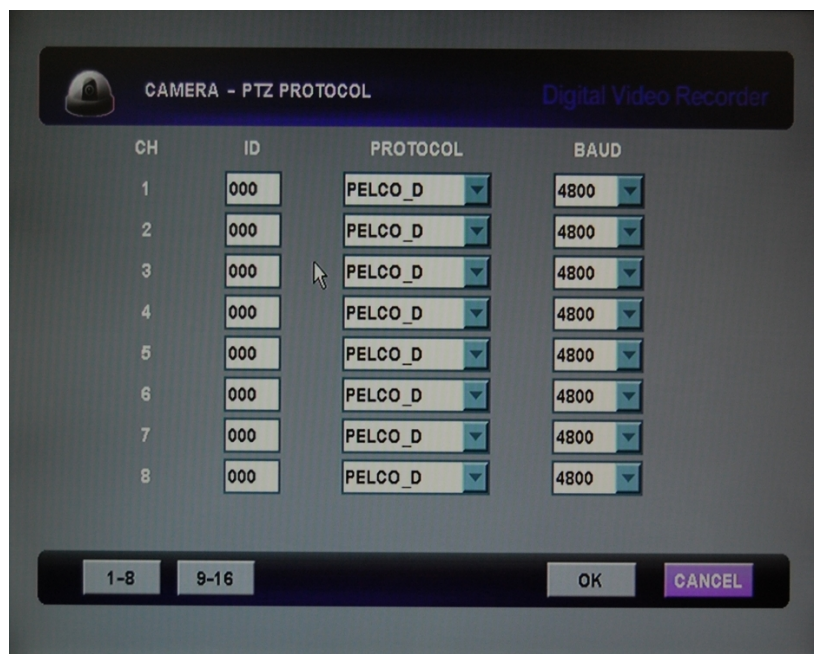 CAMERA - PTZ PROTOCOL
Digital Video Recorder
CH ID PROTOCOL BAUD
1 000 PELCO_D 4800
2 000 PELCO_D 4800
3 000 PELCO_D 4800
4 000 PELCO_D 4800
5 000 PELCO_D 4800
6 000 PELCO_D 4800
7 000 PELCO_D 4800
8 000 PELCO_D 4800
1-8 9-16 OK CANCEL